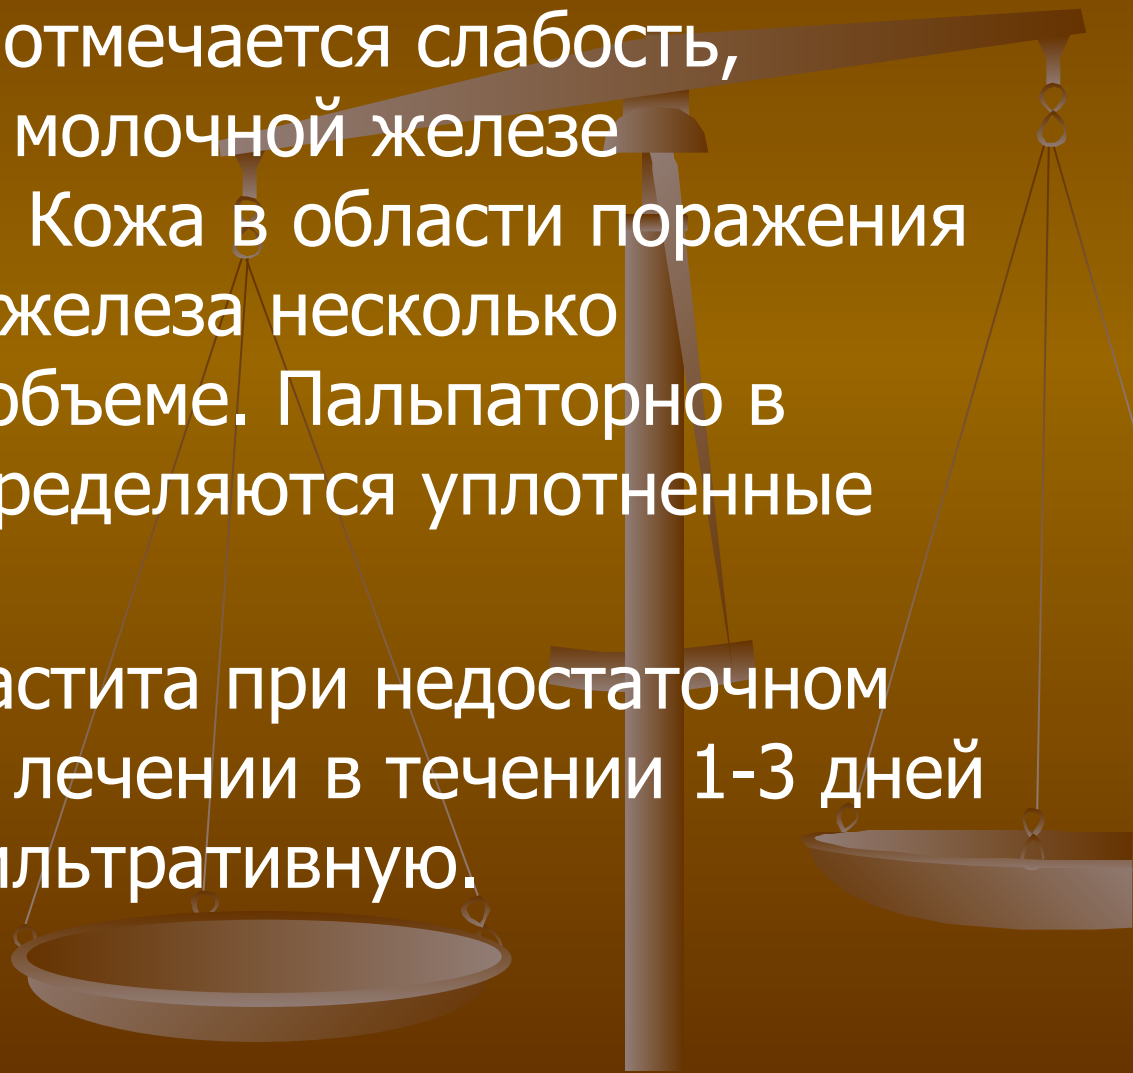 отмечается слабость,
молочной железе
Кожа в области поражения
железа несколько
объеме. Пальпаторно в
ределяются уплотненные
астита при недостаточном
лечении в течении 1-3 дней
ильтративную.